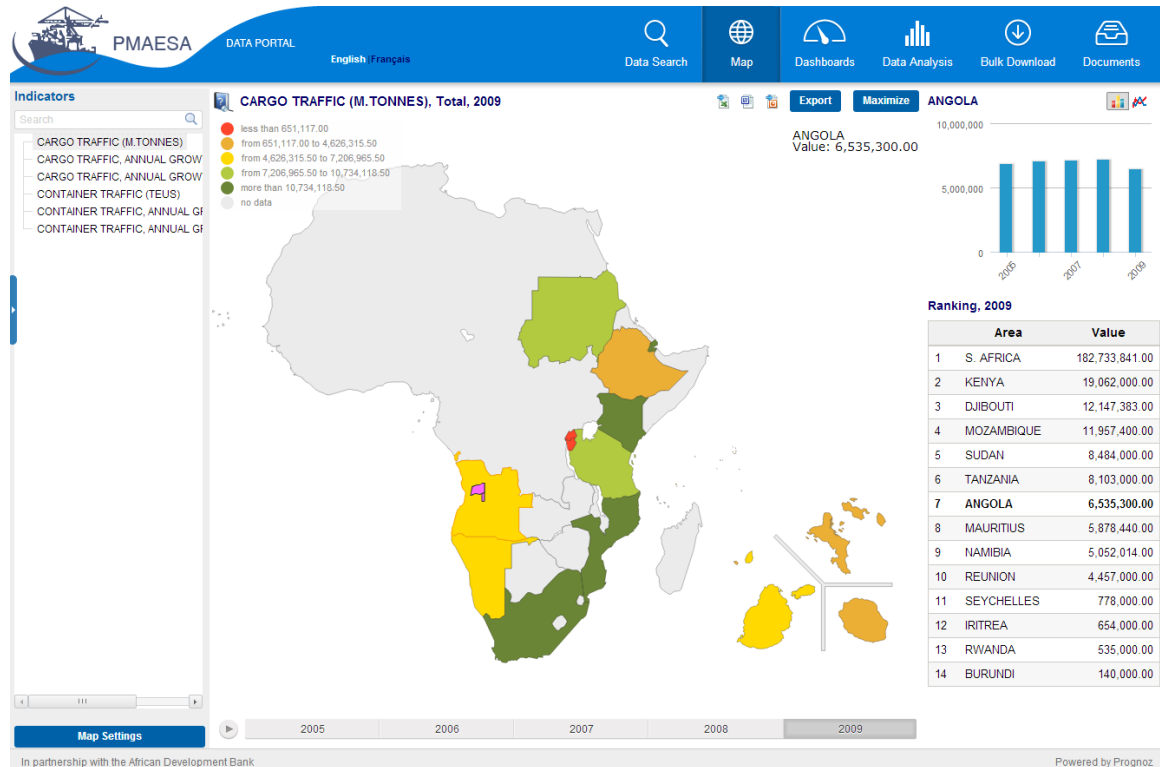 PMAESA
DATA PORTAL
English |Français
Data Search
Map
Dashboards
Data Analysis
Bulk Download
Documents
Indicators
Search
CARGO TRAFFIC (M.TONNES)
CARGO TRAFFIC, ANNUAL GROW
CARGO TRAFFIC, ANNUAL GROW
CONTAINER TRAFFIC (TEUS)
CONTAINER TRAFFIC, ANNUAL GF
CONTAINER TRAFFIC, ANNUAL GF
Map Settings
CARGO TRAFFIC (M.TONNES), Total, 2009
Export
Maximize
less than 651,117.00
from 651,117.00 to 4,626,315.50
from 4,626,315.50 to 7,206,965.50
from 7,206,965.50 to 10,734,118.50
more than 10,734,118.50
no data
ANGOLA
Value: 6,535,300.00
2005 2006 2007 2008 2009
ANGOLA
10,000,000
5,000,000
0
2005 2007 2009
Ranking, 2009
Area Value
1 S. AFRICA 182,733,841.00
2 KENYA 19,062,000.00
3 DJIBOUTI 12,147,383.00
4 MOZAMBIQUE 11,957,400.00
5 SUDAN 8,484,000.00
6 TANZANIA 8,103,000.00
7 ANGOLA 6,535,300.00
8 MAURITIUS 5,878,440.00
9 NAMIBIA 5,052,014.00
10 REUNION 4,457,000.00
11 SEYCHELLES 778,000.00
12 IRITREA 654,000.00
13 RWANDA 535,000.00
14 BURUNDI 140,000.00
In partnership with the African Development Bank
Powered by Prognoz